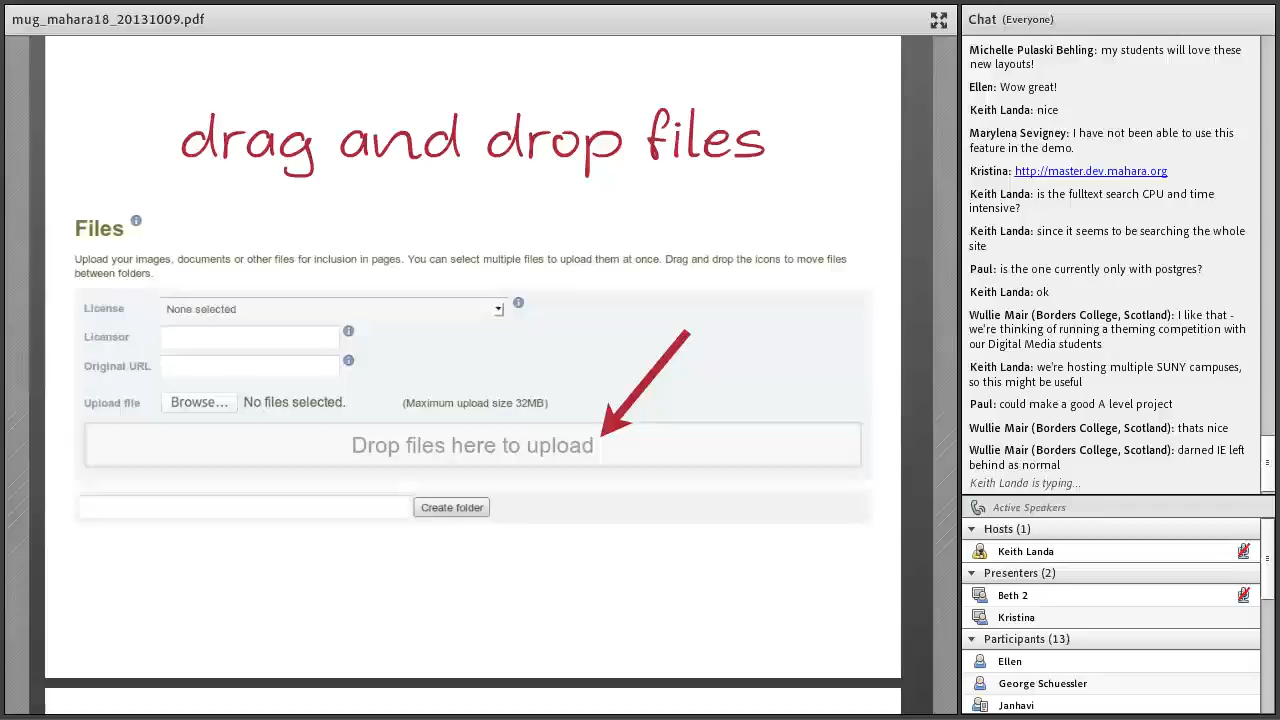 mug_mahara18_20131009.pdf
drag and drop files
Files
Upload your images, documents or other files for inclusion in pages. You can select multiple files to upload them at once. Drag and drop the icons to move files
between folders.
License None selected
Licensor
Original URL
Upload file Browse... No files selected. (Maximum upload size 32MB)
Drop files here to upload
Create folder
Chat (Everyone)
Michelle Pulaski Behling: my students will love these
new layouts!
Ellen: Wow great!
Keith Landa: nice
Marylena Sevigney: I have not been able to use this
feature in the demo.
Kristina: http://master.dev.mahara.org
Keith Landa: is the fulltext search CPU and time
intensive?
Keith Landa: since it seems to be searching the whole
site
Paul: is the one currently only with postgres?
Keith Landa: ok
Wullie Mair (Borders College, Scotland): I like that -
we're thinking of running a theming competition with
our Digital Media students
Keith Landa: we're hosting multiple SUNY campuses,
so this might be useful
Paul: could make a good A level project
Wullie Mair (Borders College, Scotland): thats nice
Wullie Mair (Borders College, Scotland): darned IE left
behind as normal
Keith Landa is typing...
Active Speakers
Hosts (1)
Keith Landa
Presenters (2)
Beth 2
Kristina
Participants (13)
Ellen
George Schuessler
Janhavi